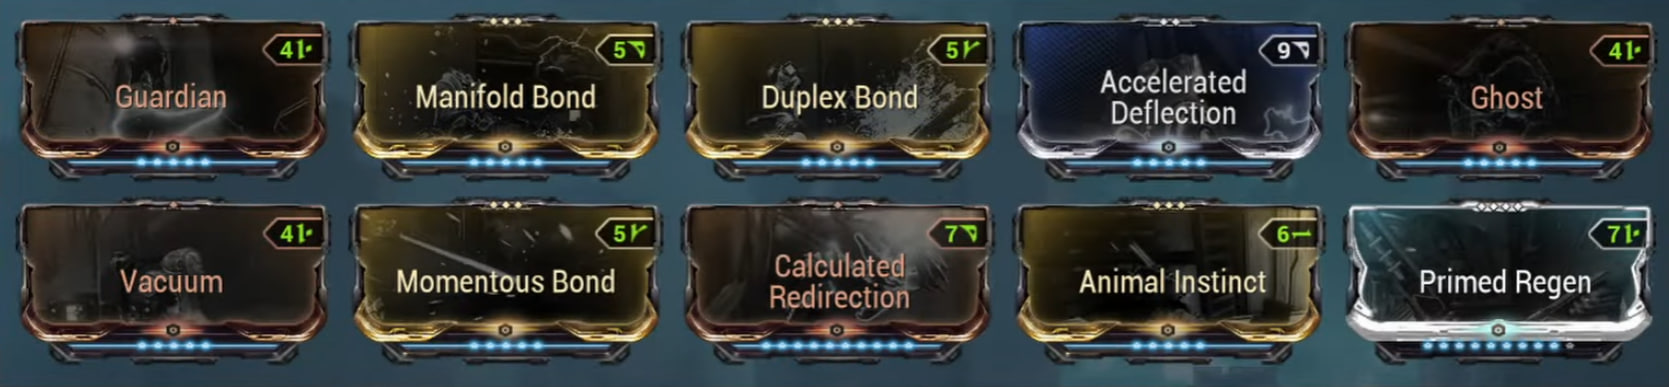 41
Guardian
5
Manifold Bond
5
Duplex Bond
9
Accelerated
Deflection
41
Ghost
41
Vacuum
5
Momentous Bond
7
Calculated
Redirection
6
Animal Instinct
71
Primed Regen